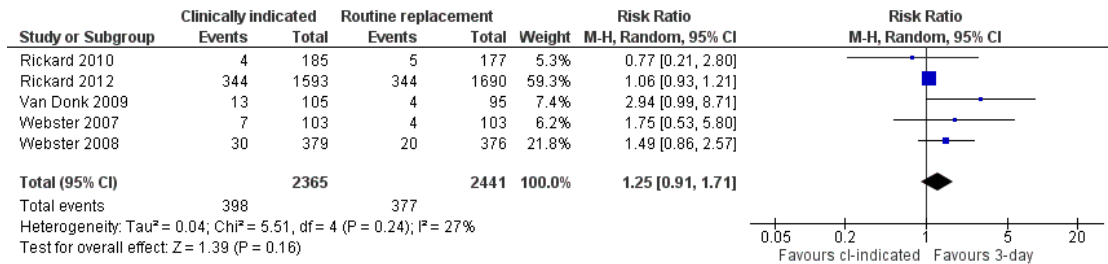 Clinically indicated Routine replacement Risk Ratio Risk Ratio
Study or Subgroup Events Total Events Total Weight M-H, Random, 95% CI M-H, Random, 95% CI
Rickard 2010 4 185 5 177 5.3% 0.77 [0.21, 2.80]
Rickard 2012 344 1593 344 1690 59.3% 1.06 [0.93, 1.21]
Van Donk 2009 13 105 4 95 7.4% 2.94 [0.99, 8.71]
Webster 2007 7 103 4 103 6.2% 1.75 [0.53, 5.80]
Webster 2008 30 379 20 376 21.8% 1.49 [0.86, 2.57]
Total (95% CI) 2365 2441 100.0% 1.25 [0.91, 1.71]
Total events 398 377
Heterogeneity: Tau² = 0.04; Chi² = 5.51, df = 4 (P = 0.24); I² = 27%
Test for overall effect: Z = 1.39 (P = 0.16)
0.05 0.2 1 5 20
Favours cl-indicated Favours 3-day